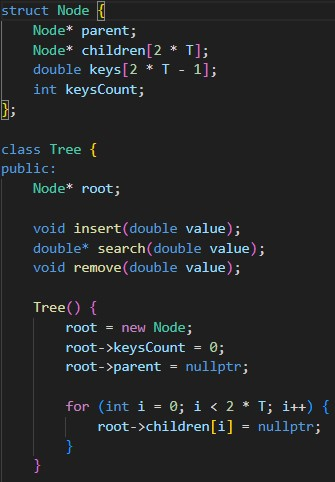 struct Node {
    Node* parent;
    Node* children[2 * T];
    double keys[2 * T - 1];
    int keysCount;
};

class Tree {
public:
    Node* root;

    void insert(double value);
    double* search(double value);
    void remove(double value);

    Tree() {
        root = new Node;
        root->keysCount = 0;
        root->parent = nullptr;

        for (int i = 0; i < 2 * T; i++) {
            root->children[i] = nullptr;
        }
    }